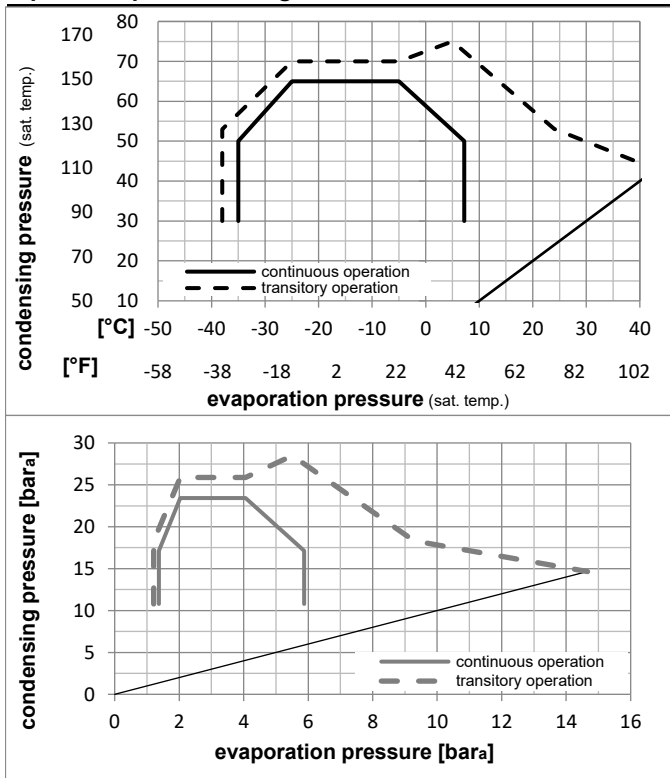 80
170
70
150
60
130
50
110
40
90
30
70
20
50
10
condensing pressure (sat. temp.)
continuous operation
transitory operation
[°C] -50 -40 -30 -20 -10 0 10 20 30 40
[°F] -58 -38 -18 2 22 42 62 82 102
evaporation pressure (sat. temp.)
30
25
20
15
10
5
0
condensing pressure [bara]
continuous operation
transitory operation
0 2 4 6 8 10 12 14 16
evaporation pressure [bara]